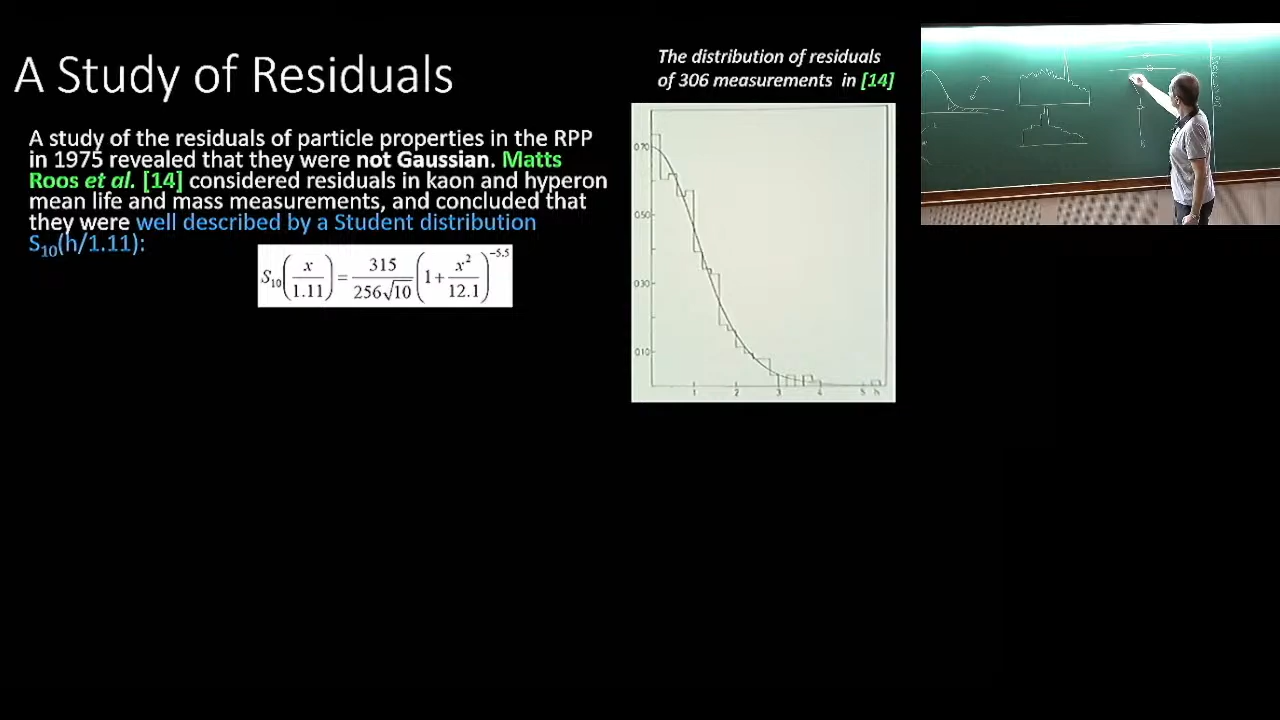 A Study of Residuals
A study of the residuals of particle properties in the RPP
in 1975 revealed that they were not Gaussian. Matts
Roos et al. [14] considered residuals in kaon and hyperon
mean life and mass measurements, and concluded that
they were well described by a Student distribution
S₁₀(h/1.11):
S₁₀(x/1.11) = 315/(256√10) (1 + x²/12.1)^−5.5
The distribution of residuals
of 306 measurements in [14]
0.70
0.50
0.30
0.10
1 2 3 4 5 h